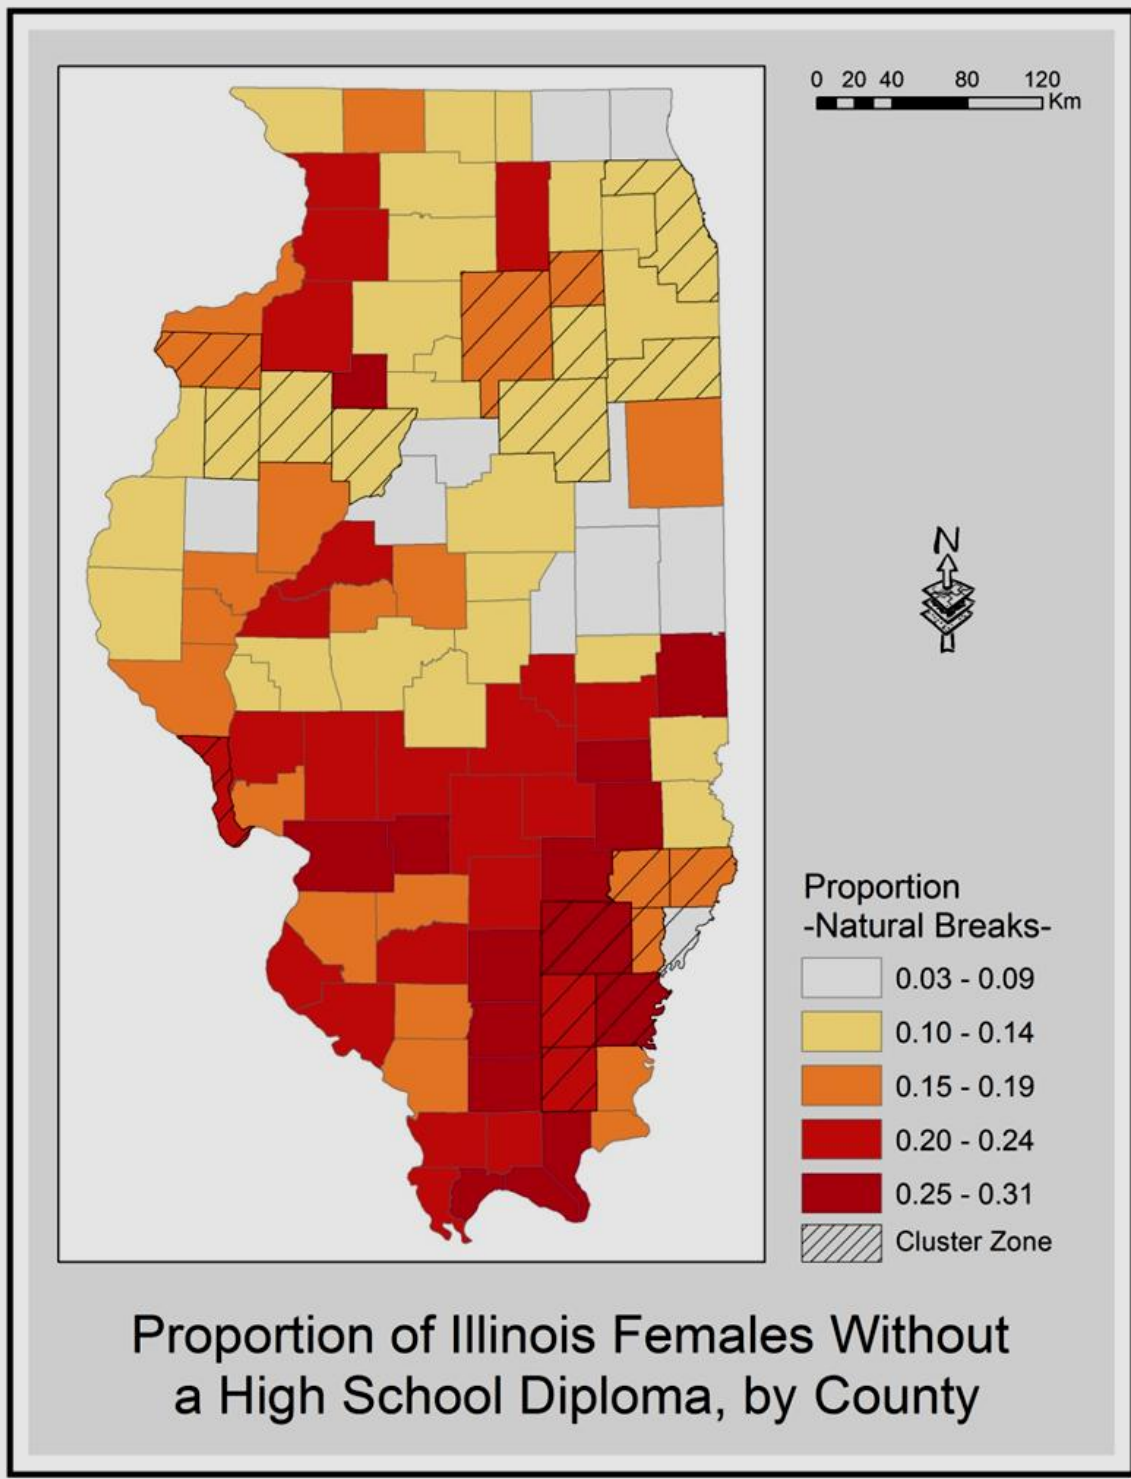 0 20 40 80 120
Km
N
Proportion
-Natural Breaks-
0.03 - 0.09
0.10 - 0.14
0.15 - 0.19
0.20 - 0.24
0.25 - 0.31
Cluster Zone
Proportion of Illinois Females Without
a High School Diploma, by County